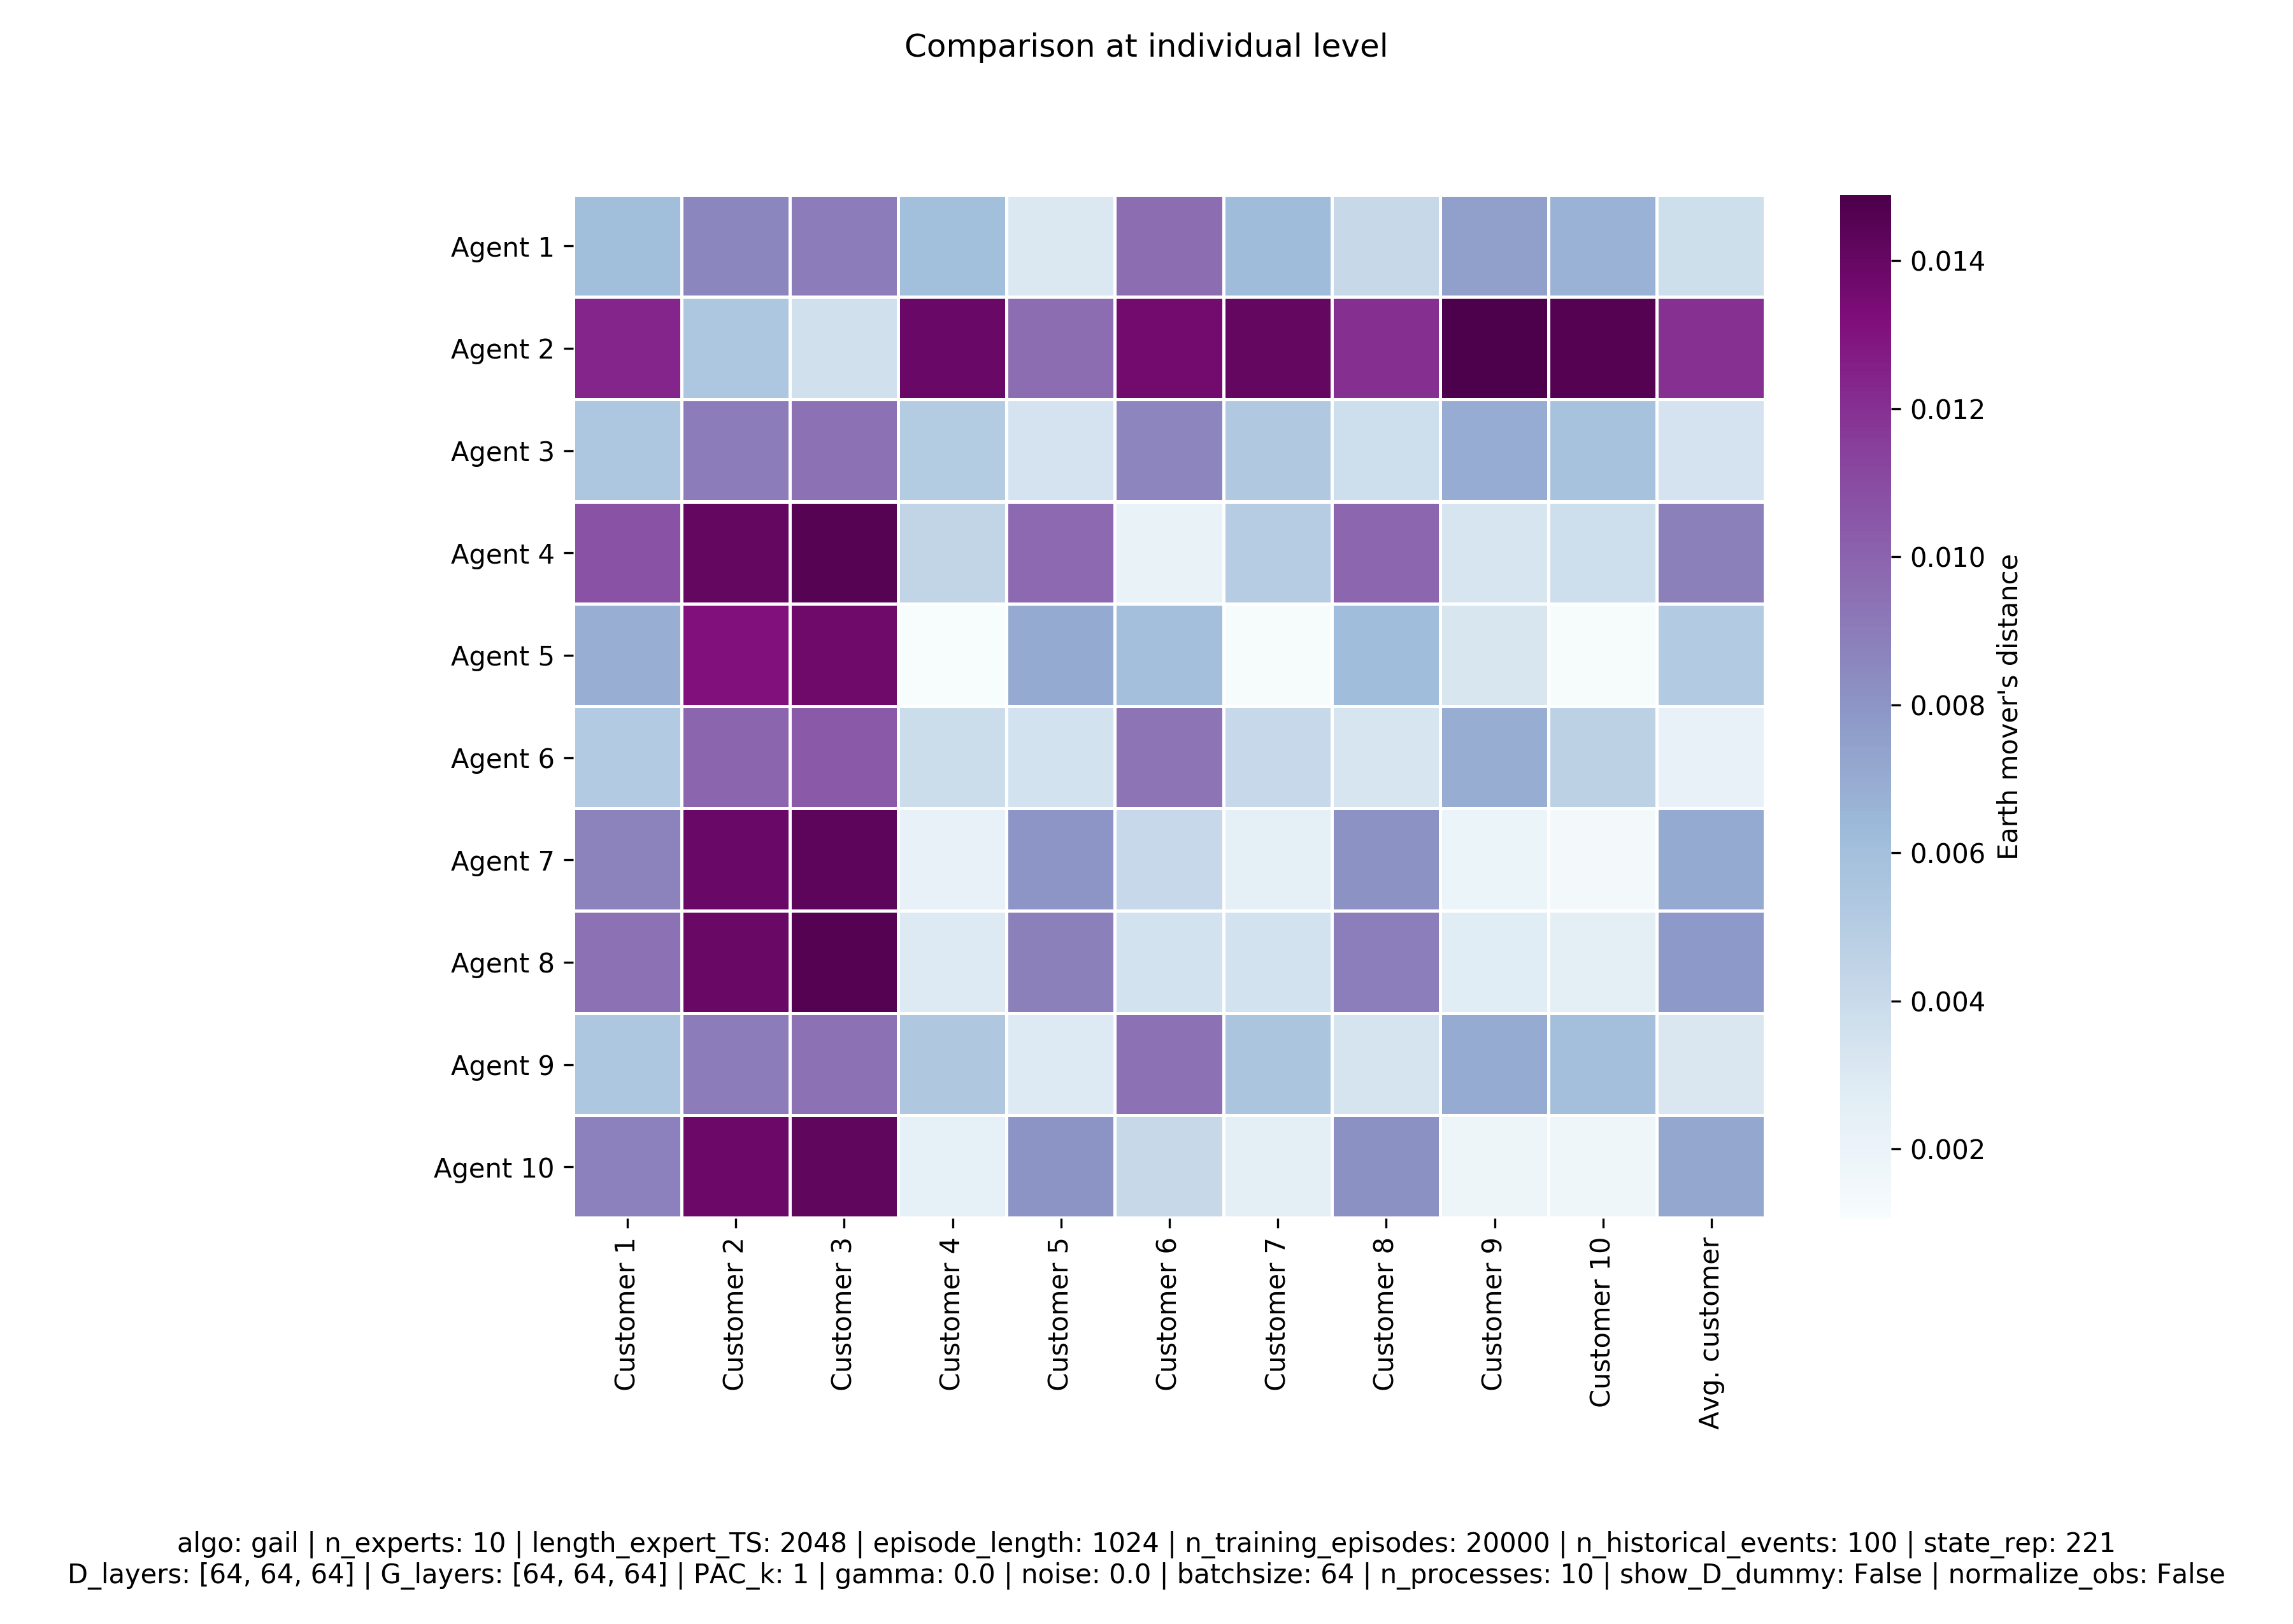 Comparison at individual level
Agent 1
Agent 2
Agent 3
Agent 4
Agent 5
Agent 6
Agent 7
Agent 8
Agent 9
Agent 10
Customer 1
Customer 2
Customer 3
Customer 4
Customer 5
Customer 6
Customer 7
Customer 8
Customer 9
Customer 10
Avg. customer
0.014
0.012
0.010
0.008
0.006
0.004
0.002
Earth mover's distance
algo: gail | n_experts: 10 | length_expert_TS: 2048 | episode_length: 1024 | n_training_episodes: 20000 | n_historical_events: 100 | state_rep: 221
D_layers: [64, 64, 64] | G_layers: [64, 64, 64] | PAC_k: 1 | gamma: 0.0 | noise: 0.0 | batchsize: 64 | n_processes: 10 | show_D_dummy: False | normalize_obs: False